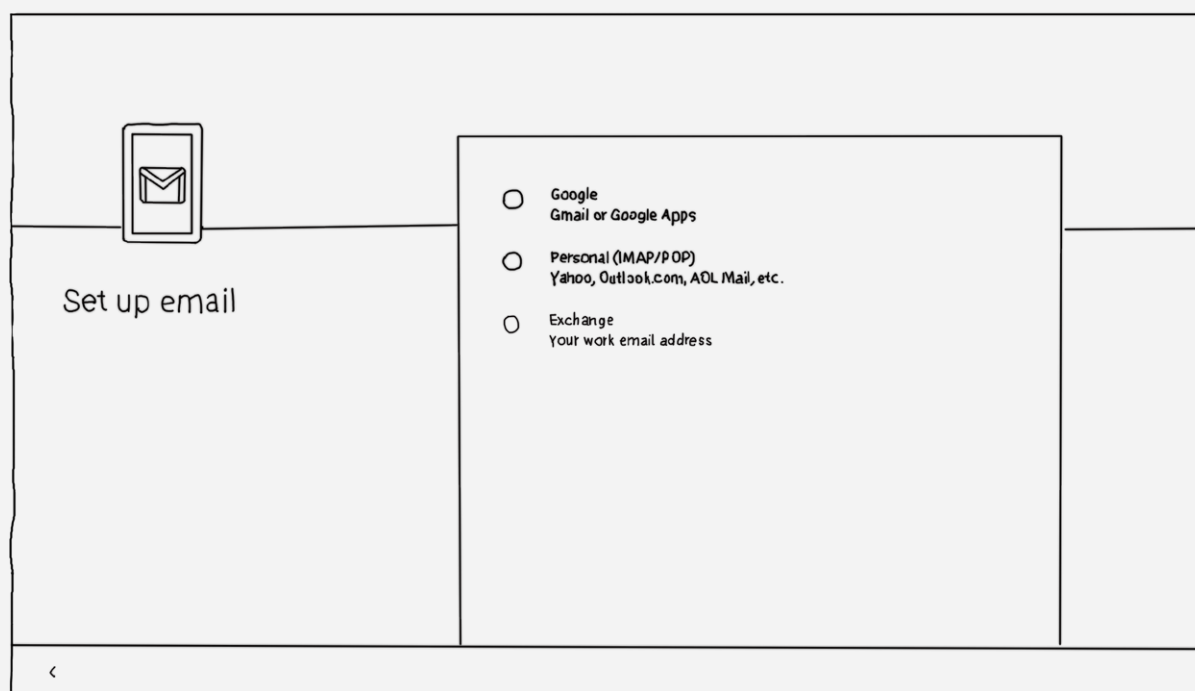 Set up email
Google
Gmail or Google Apps
Personal (IMAP/POP)
Yahoo, Outlook.com, AOL Mail, etc.
Exchange
Your work email address